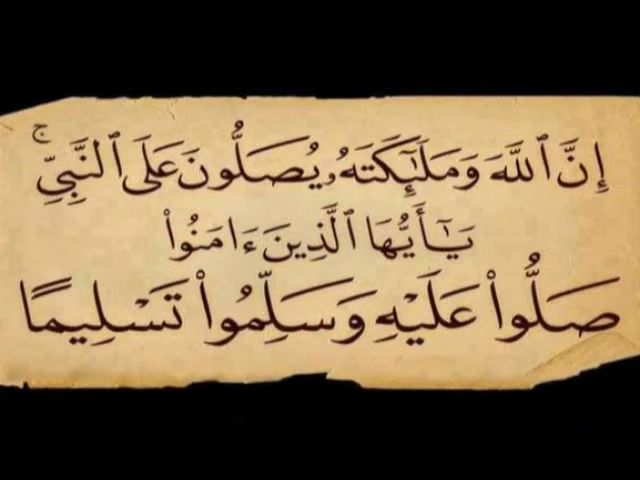 إِنَّ ٱللَّهَ وَمَلَـٰٓئِكَتَهُۥ يُصَلُّونَ عَلَى ٱلنَّبِىِّ ۚ
يَـٰٓأَيُّهَا ٱلَّذِينَ ءَامَنُوا۟
صَلُّوا۟ عَلَيْهِ وَسَلِّمُوا۟ تَسْلِيمًا